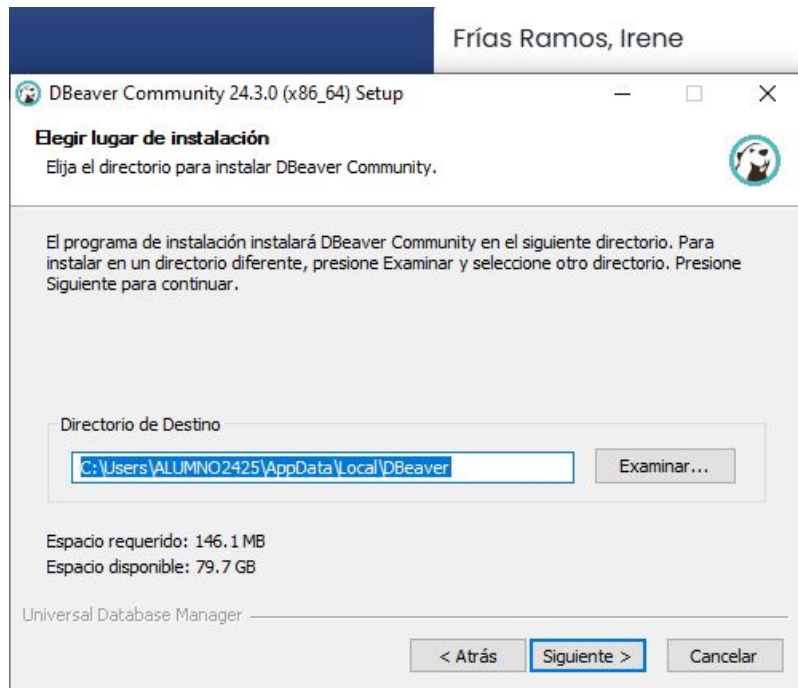 Frías Ramos, Irene
DBeaver Community 24.3.0 (x86_64) Setup
Elegir lugar de instalación
Elija el directorio para instalar DBeaver Community.
El programa de instalación instalará DBeaver Community en el siguiente directorio. Para
instalar en un directorio diferente, presione Examinar y seleccione otro directorio. Presione
Siguiente para continuar.
Directorio de Destino
C:\Users\ALUMNO2425\AppData\Local\DBeaver
Examinar...
Espacio requerido: 146.1 MB
Espacio disponible: 79.7 GB
Universal Database Manager
< Atrás Siguiente > Cancelar